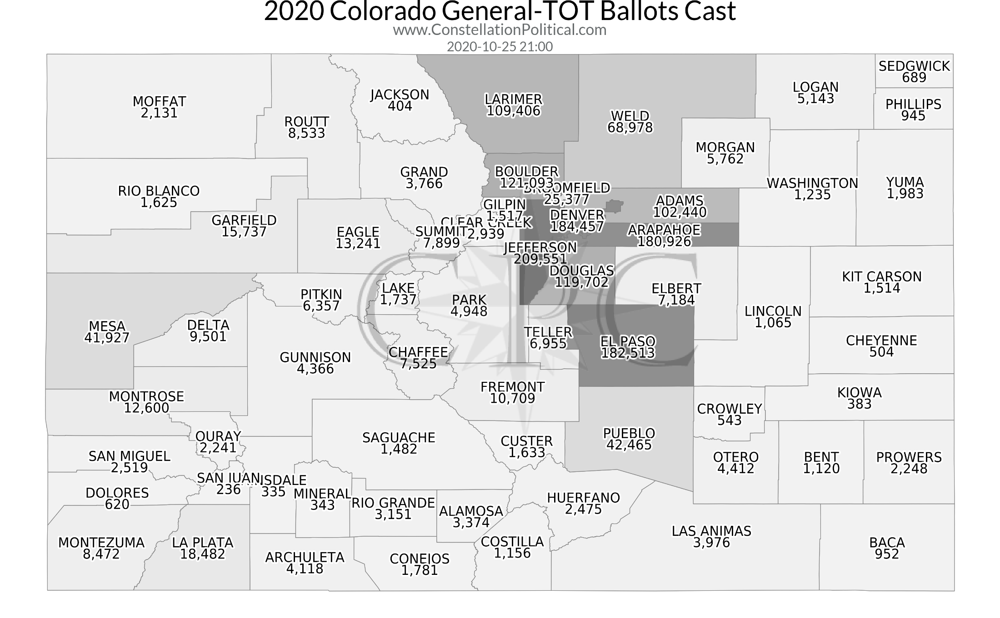 2020 Colorado General-TOT Ballots Cast
www.ConstellationPolitical.com
2020-10-25 21:00
MOFFAT
2,131
ROUTT
8,533
JACKSON
404
LARIMER
109,406
WELD
68,978
LOGAN
5,143
SEDGWICK
689
PHILLIPS
945
MORGAN
5,762
WASHINGTON
1,235
YUMA
1,983
RIO BLANCO
1,625
GRAND
3,766
BOULDER
121,093
BROOMFIELD
25,377
GILPIN
1,517
ADAMS
102,440
DENVER
184,457
CLEAR CREEK
2,939
ARAPAHOE
180,926
GARFIELD
15,737
EAGLE
13,241
SUMMIT
7,899
JEFFERSON
209,551
DOUGLAS
119,702
ELBERT
7,184
KIT CARSON
1,514
PITKIN
6,357
LAKE
1,737
PARK
4,948
LINCOLN
1,065
MESA
41,927
DELTA
9,501
TELLER
6,955
EL PASO
182,513
CHEYENNE
504
GUNNISON
4,366
CHAFFEE
7,525
FREMONT
10,709
KIOWA
383
MONTROSE
12,600
CROWLEY
543
OURAY
2,241
SAGUACHE
1,482
CUSTER
1,633
PUEBLO
42,465
SAN MIGUEL
2,519
OTERO
4,412
BENT
1,120
PROWERS
2,248
SAN JUAN
236
NSDALE
335
MINERAL
343
DOLORES
620
RIO GRANDE
3,151
ALAMOSA
3,374
HUERFANO
2,475
MONTEZUMA
8,472
LA PLATA
18,482
ARCHULETA
4,118
CONEJOS
1,781
COSTILLA
1,156
LAS ANIMAS
3,976
BACA
952
CPC